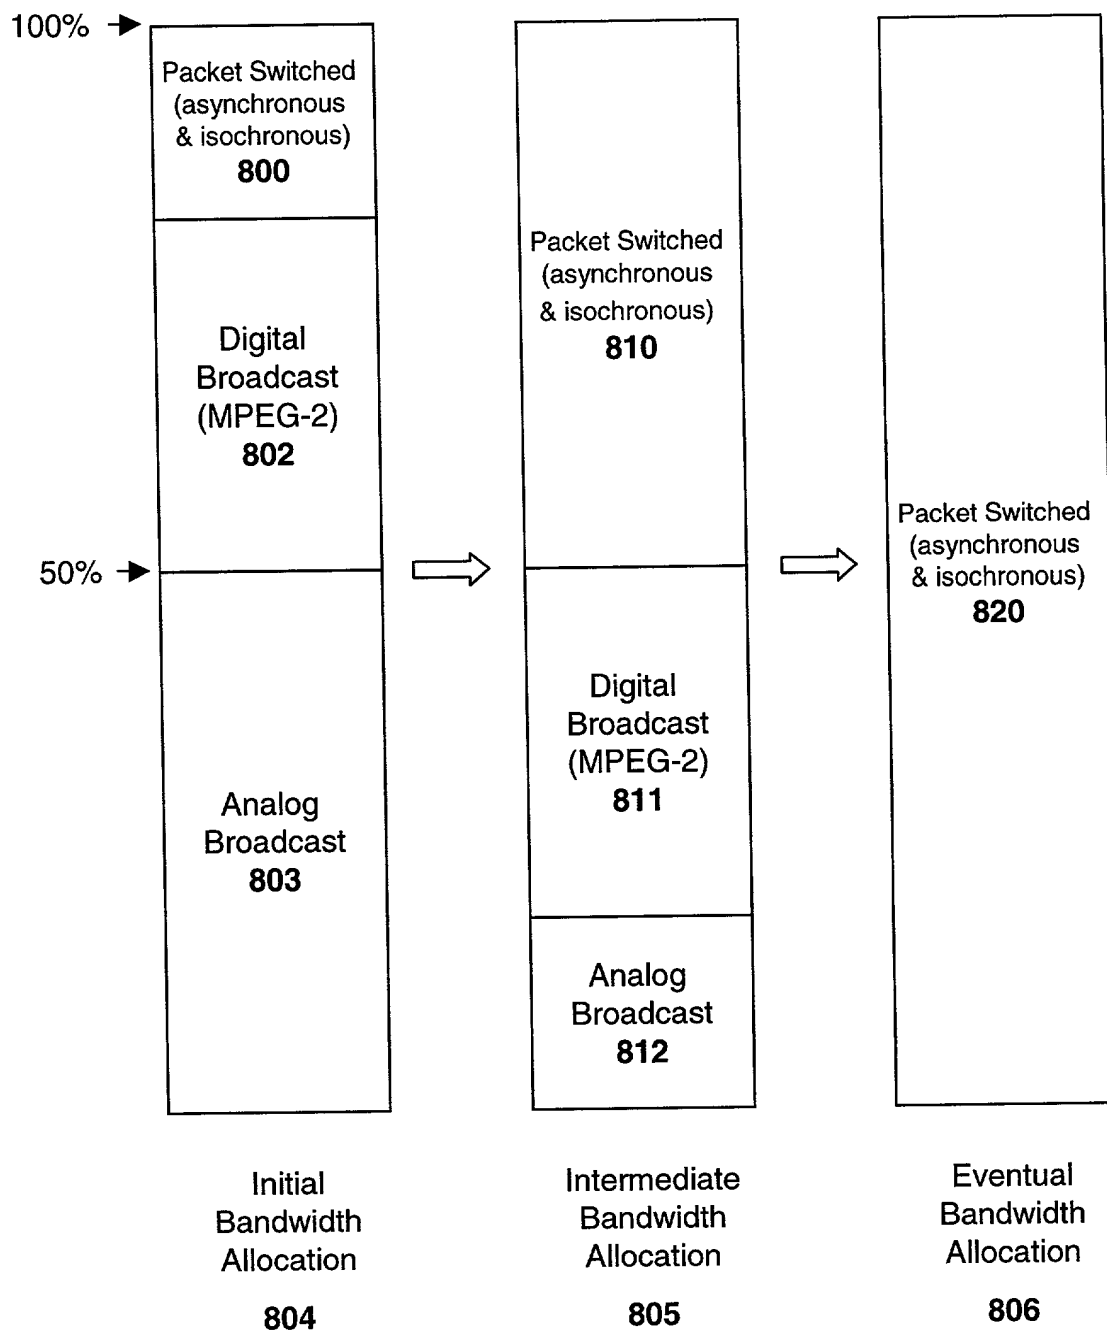 100%
Packet Switched
(asynchronous
& isochronous)
800
Digital
Broadcast
(MPEG-2)
802
50%
Analog
Broadcast
803
Initial
Bandwidth
Allocation
804
Packet Switched
(asynchronous
& isochronous)
810
Digital
Broadcast
(MPEG-2)
811
Analog
Broadcast
812
Intermediate
Bandwidth
Allocation
805
Packet Switched
(asynchronous
& isochronous)
820
Eventual
Bandwidth
Allocation
806